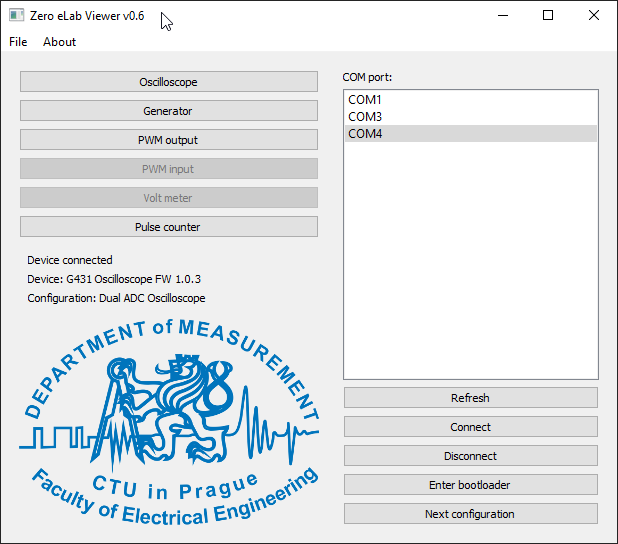 Zero eLab Viewer v0.6
File About
Oscilloscope
Generator
PWM output
PWM input
Volt meter
Pulse counter
Device connected
Device: G431 Oscilloscope FW 1.0.3
Configuration: Dual ADC Oscilloscope
DEPARTMENT of MEASUREMENT
CTU in Prague
Faculty of Electrical Engineering
COM port:
COM1
COM3
COM4
Refresh
Connect
Disconnect
Enter bootloader
Next configuration